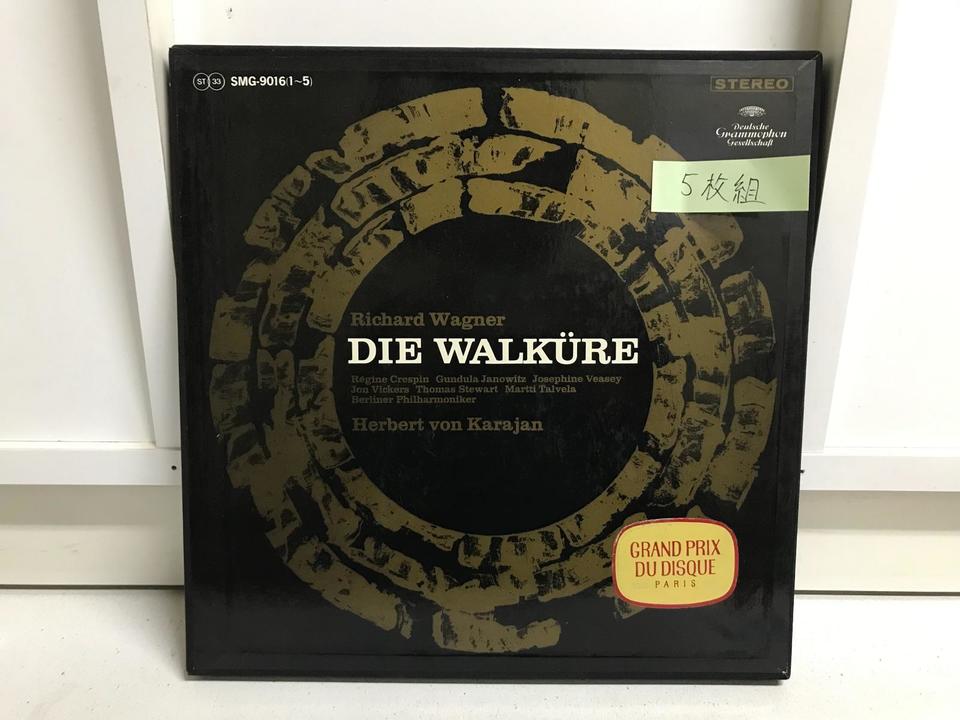 ST 33 SMG-9016(1~5)
STEREO
Deutsche
Grammophon
Gesellschaft
5枚組
Richard Wagner
DIE WALKÜRE
Régine Crespin Gundula Janowitz Josephine Veasey
Jon Vickers Thomas Stewart Martti Talvela
Berliner Philharmoniker
Herbert von Karajan
GRAND PRIX
DU DISQUE
PARIS